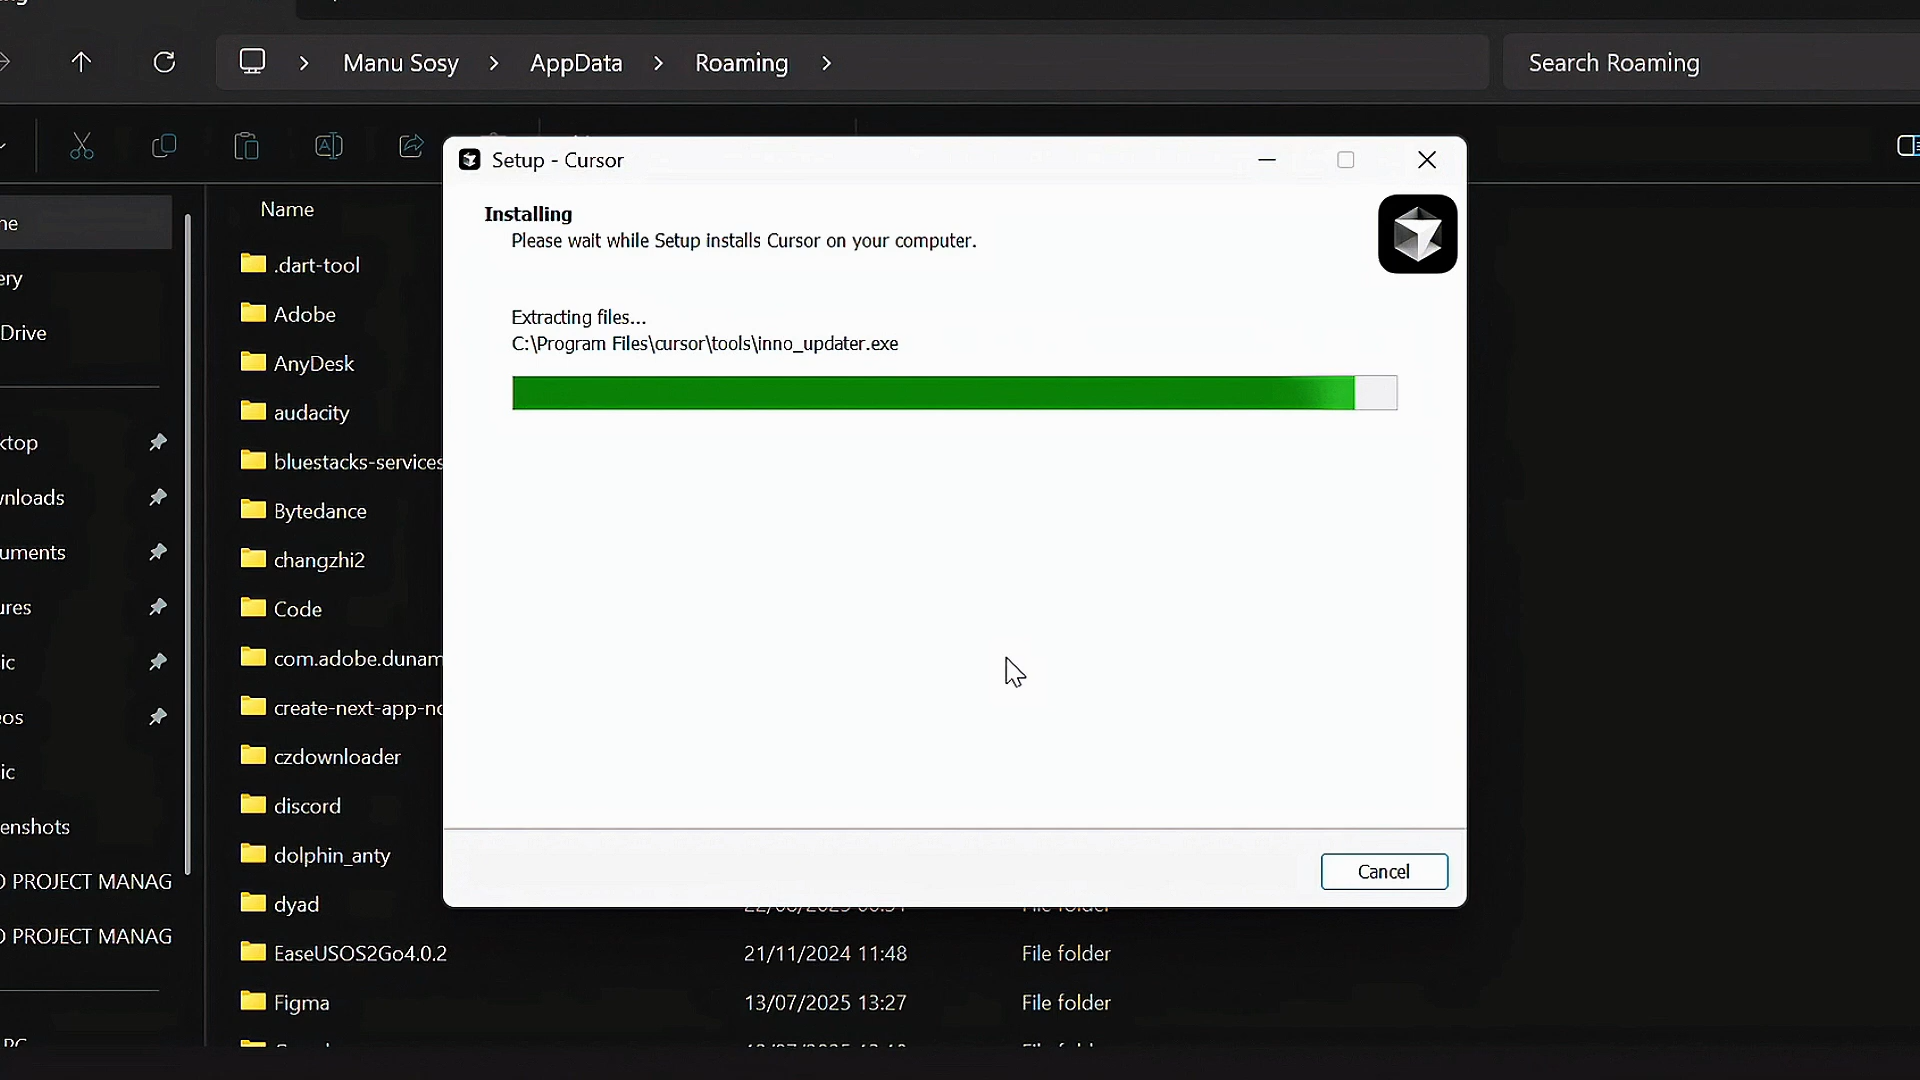 Manu Sosy
AppData
Roaming
Search Roaming
Setup - Cursor
Installing
Please wait while Setup installs Cursor on your computer.
Extracting files...
C:\Program Files\cursor\tools\inno_updater.exe
Cancel
Name
.dart-tool
Adobe
AnyDesk
audacity
bluestacks-services
Bytedance
changzhi2
Code
com.adobe.dunam
create-next-app-no
czdownloader
discord
dolphin_anty
dyad
EaseUSOS2Go4.0.2 21/11/2024 11:48 File folder
Figma 13/07/2025 13:27 File folder
ery
Drive
ktop
wnloads
uments
ures
ic
eos
ic
enshots
O PROJECT MANAG
O PROJECT MANAG